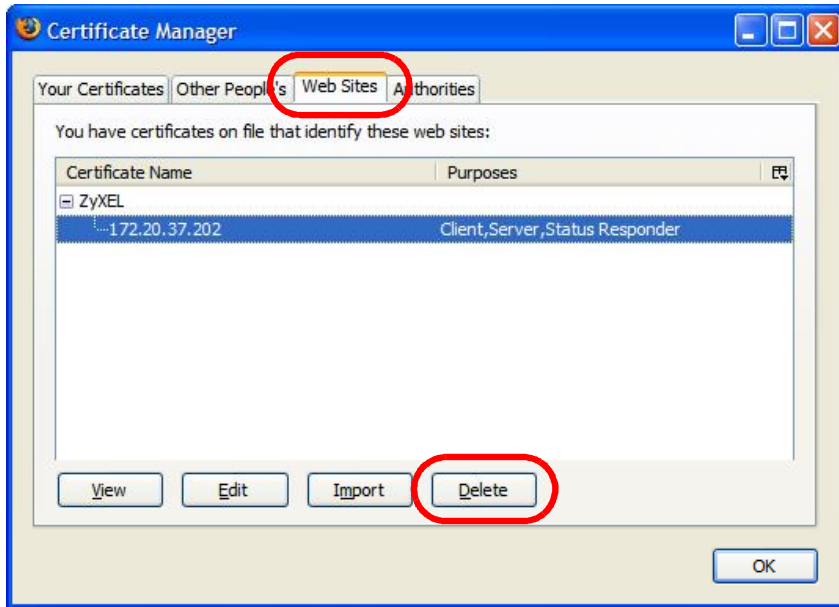 Certificate Manager
Your Certificates Other People's Web Sites Authorities
You have certificates on file that identify these web sites:
Certificate Name Purposes
ZyXEL
172.20.37.202 Client,Server,Status Responder
View Edit Import Delete
OK